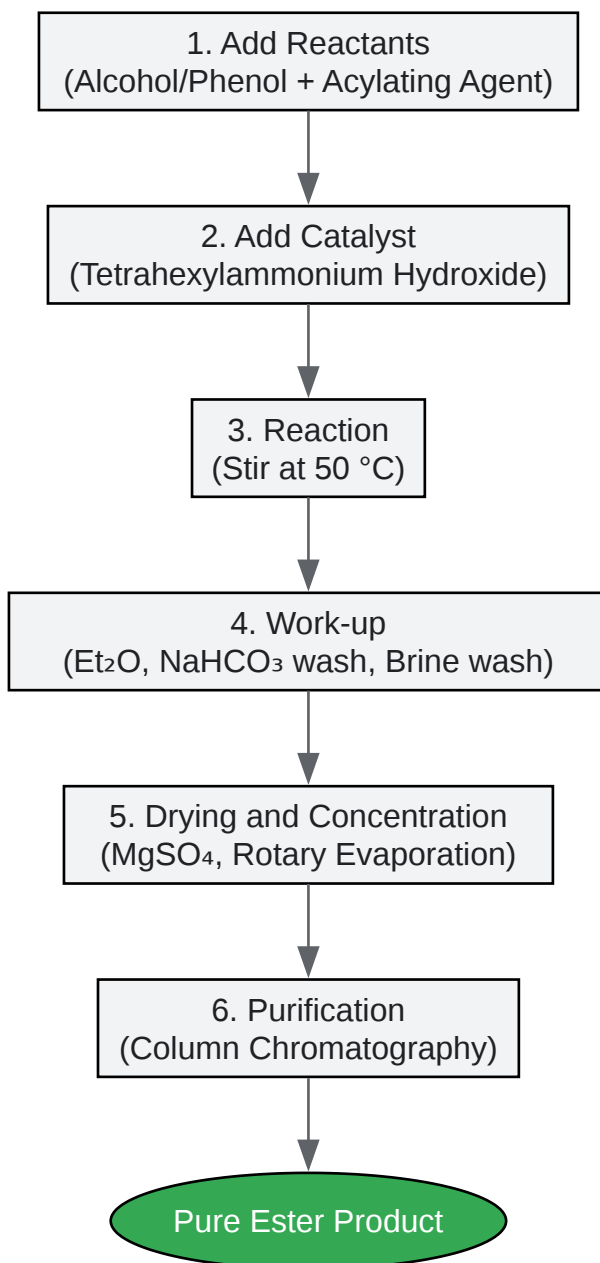 1. Add Reactants
(Alcohol/Phenol + Acylating Agent)
2. Add Catalyst
(Tetrahexylammonium Hydroxide)
3. Reaction
(Stir at 50 °C)
4. Work-up
(Et₂O, NaHCO₃ wash, Brine wash)
5. Drying and Concentration
(MgSO₄, Rotary Evaporation)
6. Purification
(Column Chromatography)
Pure Ester Product